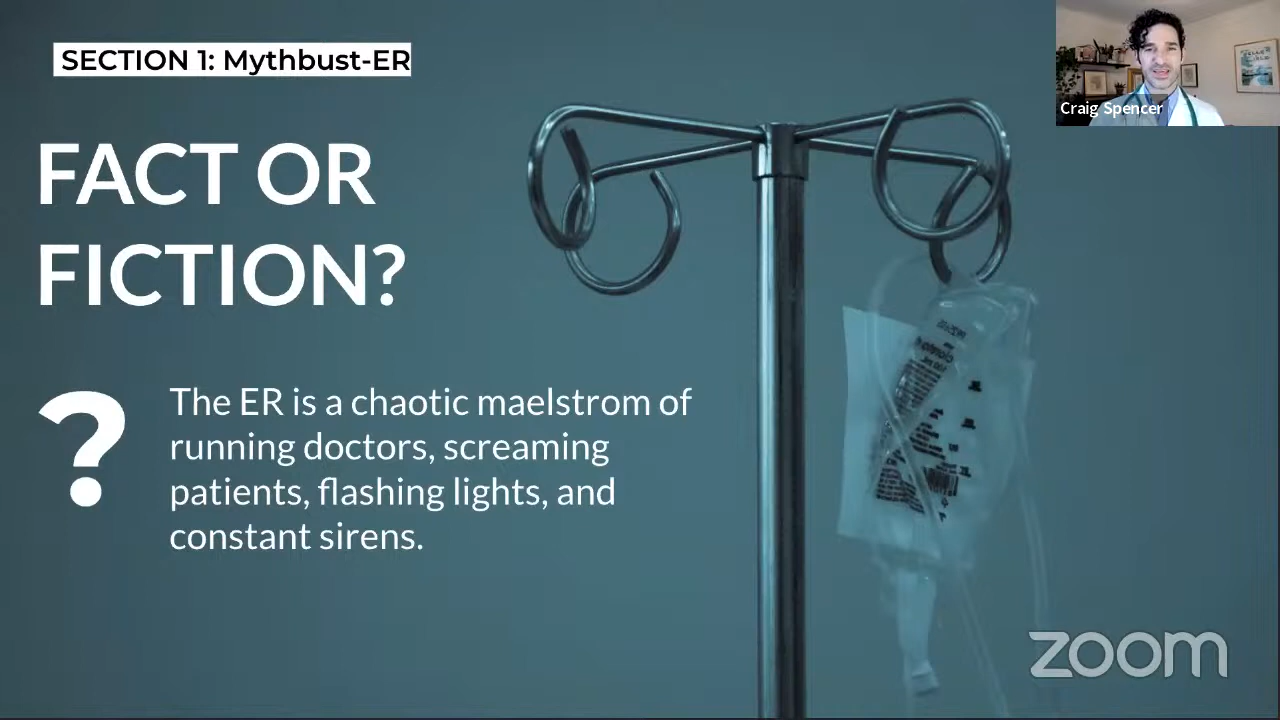 SECTION 1: Mythbust-ER
Craig Spencer
FACT OR
FICTION?
?
The ER is a chaotic maelstrom of
running doctors, screaming
patients, flashing lights, and
constant sirens.
zoom